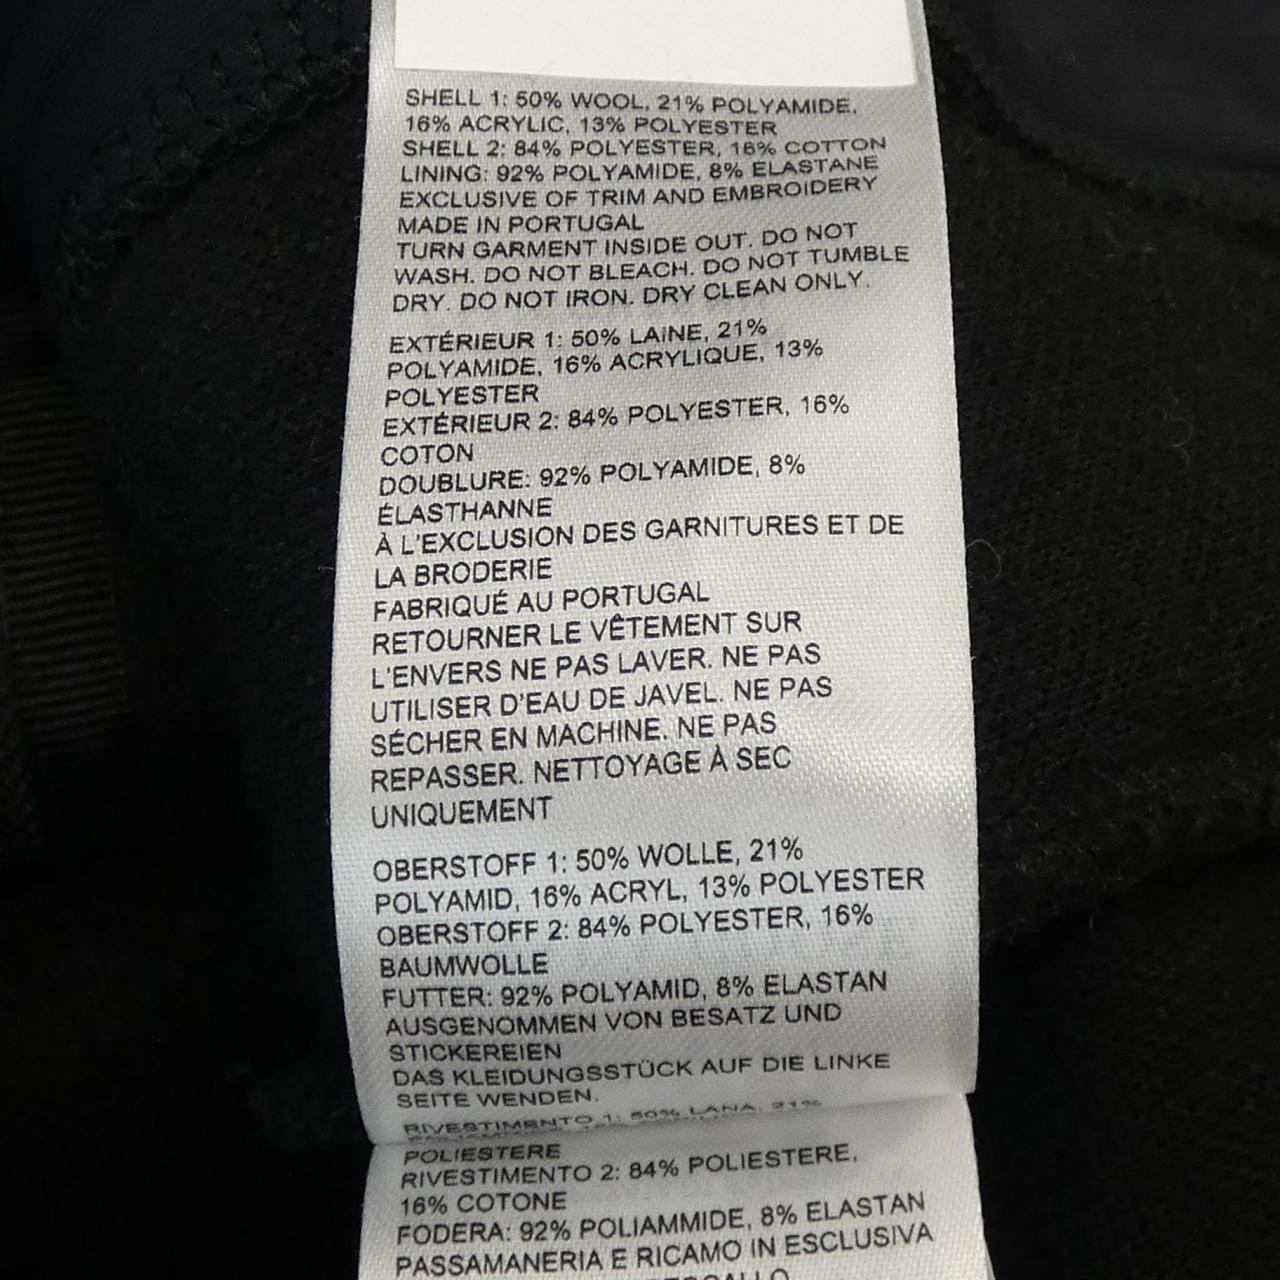 SHELL 1: 50% WOOL, 21% POLYAMIDE,
16% ACRYLIC, 13% POLYESTER
SHELL 2: 84% POLYESTER, 16% COTTON
LINING: 92% POLYAMIDE, 8% ELASTANE
EXCLUSIVE OF TRIM AND EMBROIDERY
MADE IN PORTUGAL
TURN GARMENT INSIDE OUT. DO NOT
WASH. DO NOT BLEACH. DO NOT TUMBLE
DRY. DO NOT IRON. DRY CLEAN ONLY.
EXTÉRIEUR 1: 50% LAINE, 21%
POLYAMIDE, 16% ACRYLIQUE, 13%
POLYESTER
EXTÉRIEUR 2: 84% POLYESTER, 16%
COTON
DOUBLURE: 92% POLYAMIDE, 8%
ÉLASTHANNE
À L'EXCLUSION DES GARNITURES ET DE
LA BRODERIE
FABRIQUÉ AU PORTUGAL
RETOURNER LE VÊTEMENT SUR
L'ENVERS NE PAS LAVER. NE PAS
UTILISER D'EAU DE JAVEL. NE PAS
SÉCHER EN MACHINE. NE PAS
REPASSER. NETTOYAGE À SEC
UNIQUEMENT
OBERSTOFF 1: 50% WOLLE, 21%
POLYAMID, 16% ACRYL, 13% POLYESTER
OBERSTOFF 2: 84% POLYESTER, 16%
BAUMWOLLE
FUTTER: 92% POLYAMID, 8% ELASTAN
AUSGENOMMEN VON BESATZ UND
STICKEREIEN
DAS KLEIDUNGSSTÜCK AUF DIE LINKE
SEITE WENDEN.
RIVESTIMENTO 1: 50% LANA, 21%
POLIESTERE
RIVESTIMENTO 2: 84% POLIESTERE,
16% COTONE
FODERA: 92% POLIAMMIDE, 8% ELASTAN
PASSAMANERIA E RICAMO IN ESCLUSIVA